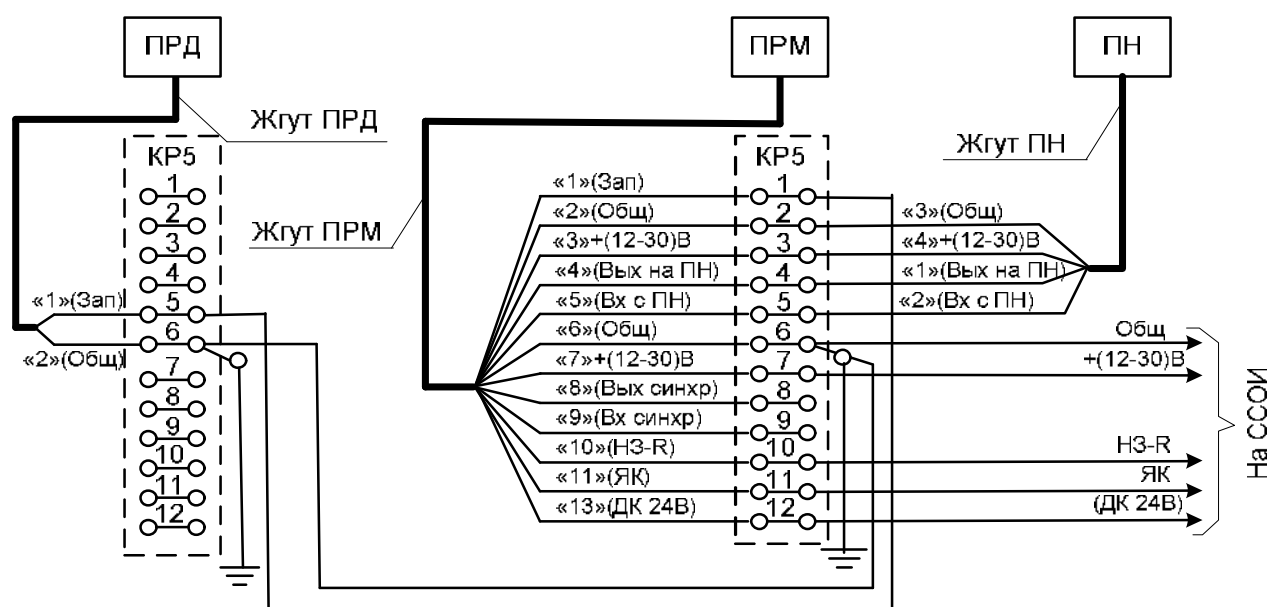 ПРД
ПРМ
ПН
Жгут ПРД
Жгут ПРМ
Жгут ПН
КР5
1
2
3
4
5
6
7
8
9
10
11
12
«1»(Зап)
«2»(Общ)
КР5
1
2
3
4
5
6
7
8
9
10
11
12
«1»(Зап)
«2»(Общ)
«3»+(12-30)В
«4»(Вых на ПН)
«5»(Вх с ПН)
«6»(Общ)
«7»+(12-30)В
«8»(Вых синхр)
«9»(Вх синхр)
«10»(НЗ-R)
«11»(ЯК)
«13»(ДК 24В)
«3»(Общ)
«4»+(12-30)В
«1»(Вых на ПН)
«2»(Вх с ПН)
Общ
+(12-30)В
НЗ-R
ЯК
(ДК 24В)
На ССОИ